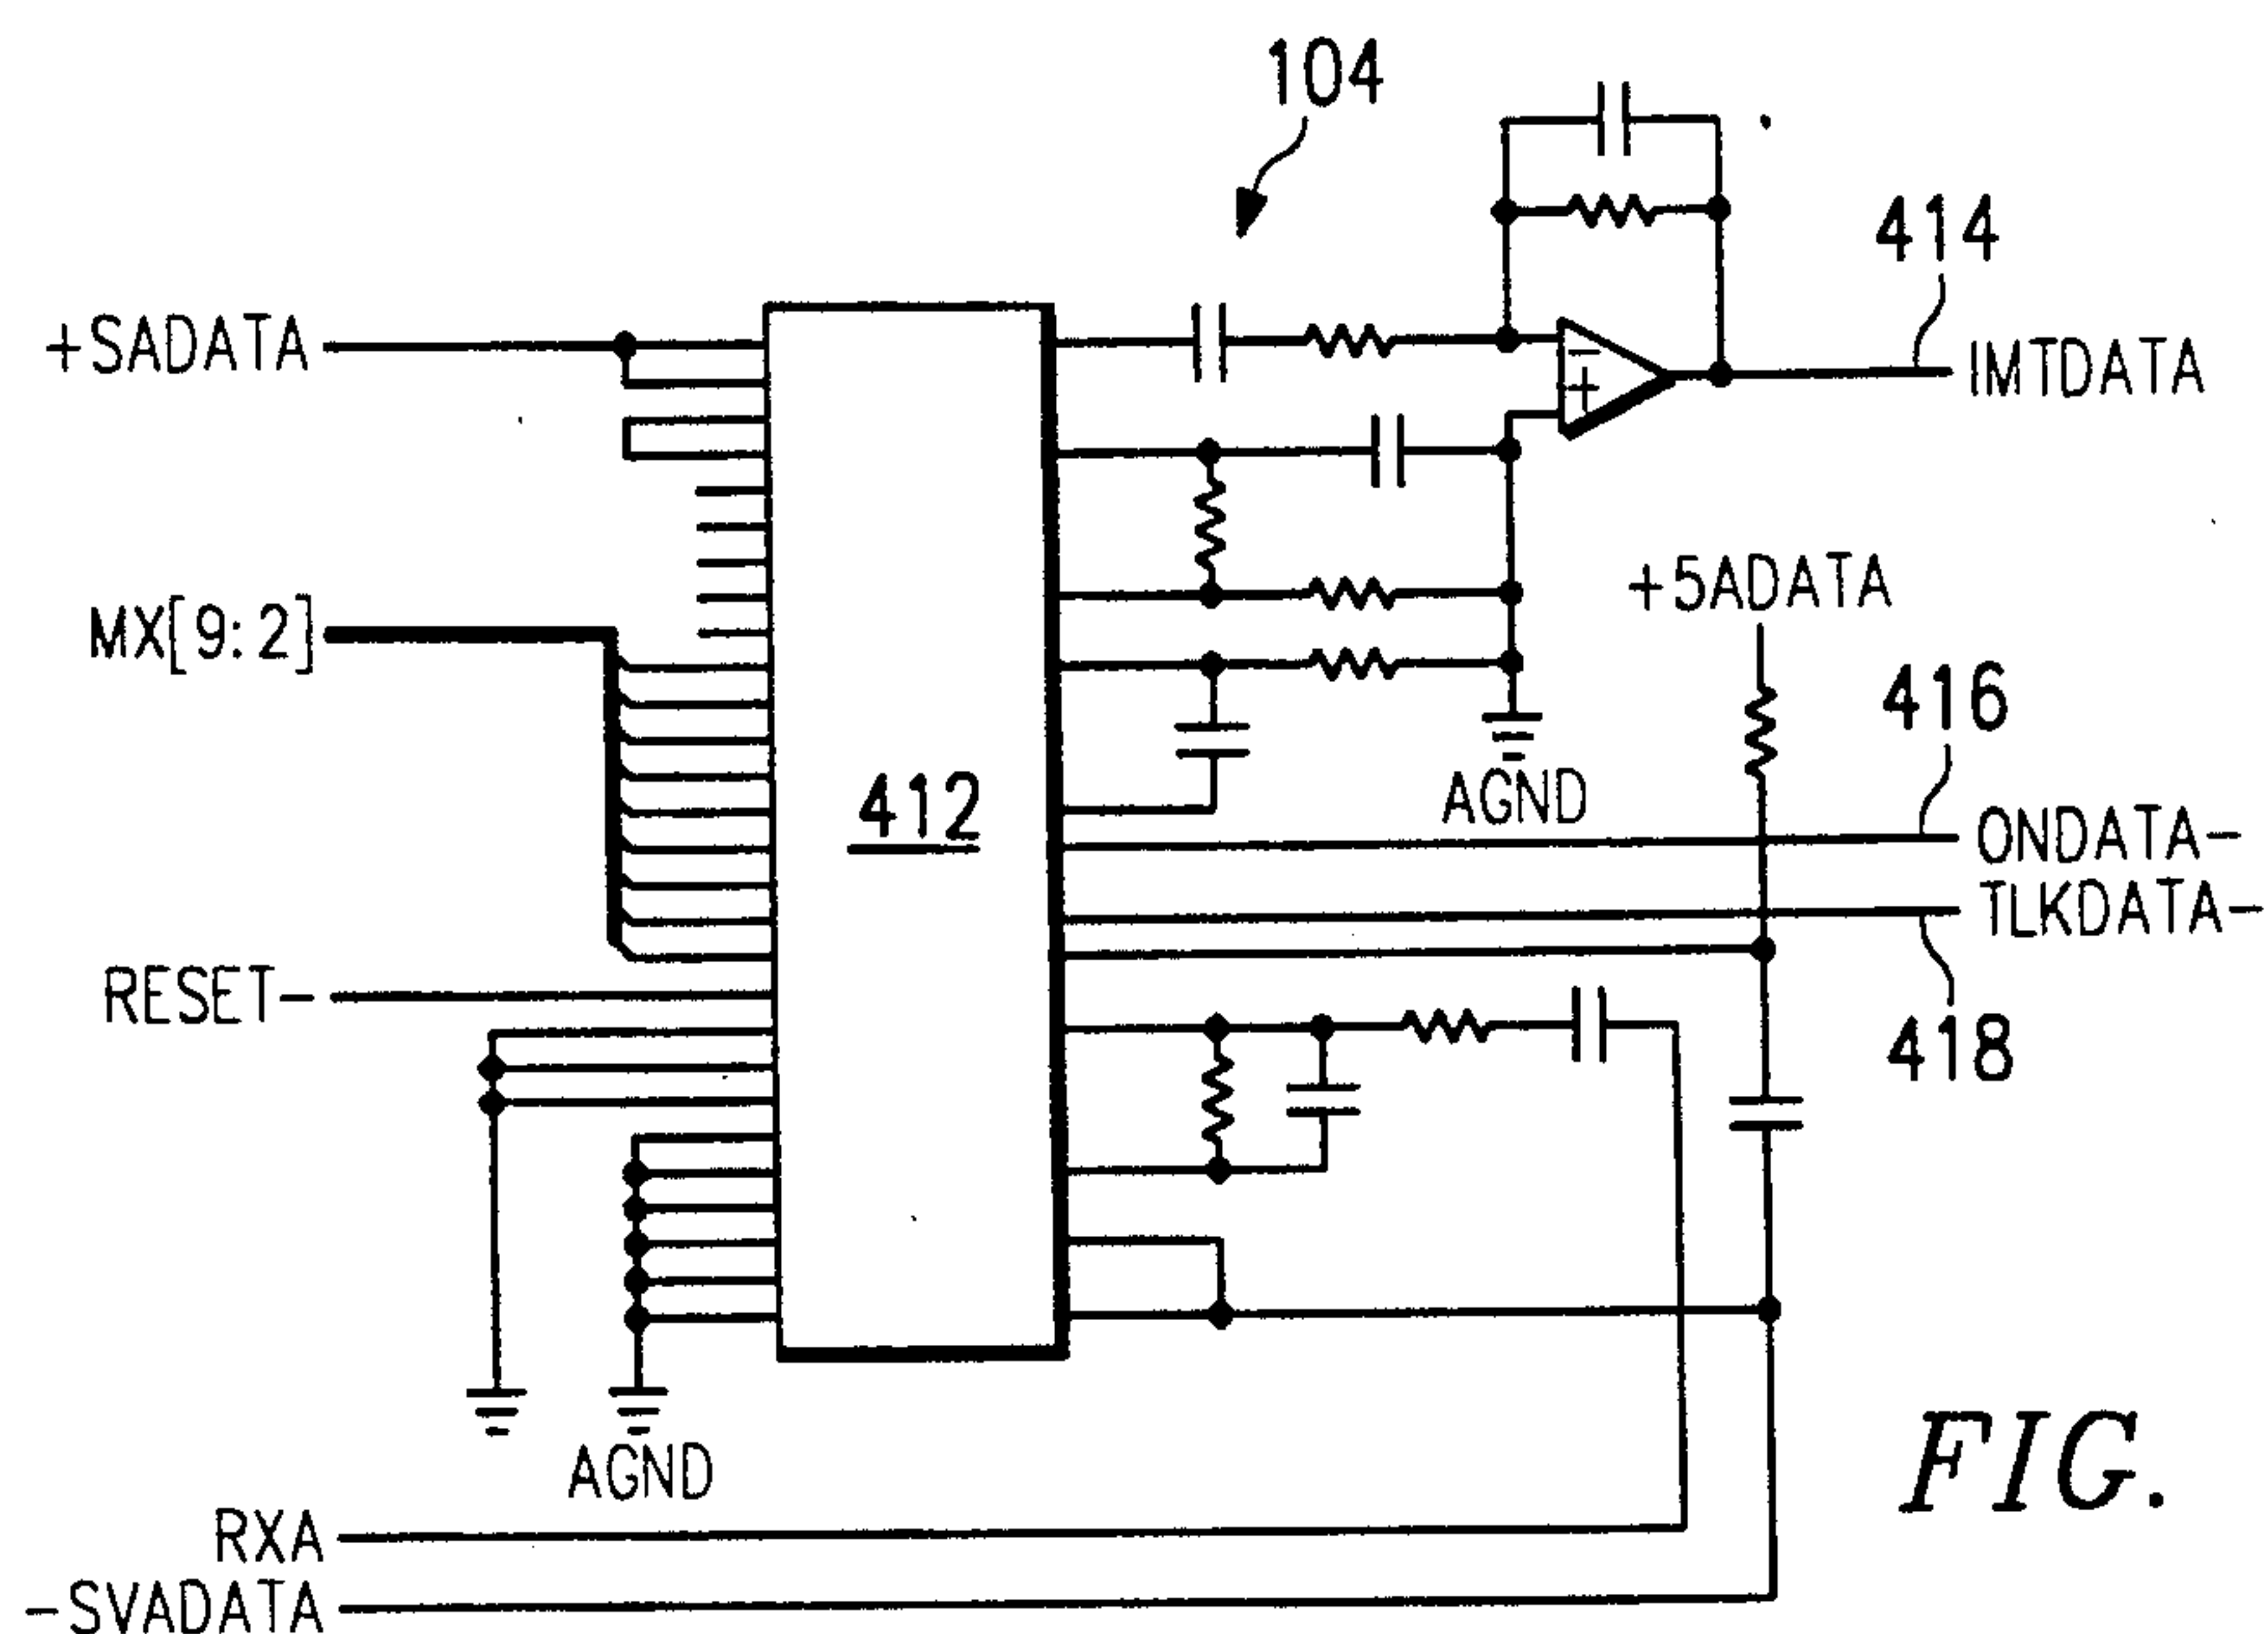 104
414
+SADATA
IMTDATA
+5ADATA
MX[9:2]
416
412
AGND
ONDATA-
TLKDATA-
RESET-
418
AGND
FIG.
RXA
-SVADATA